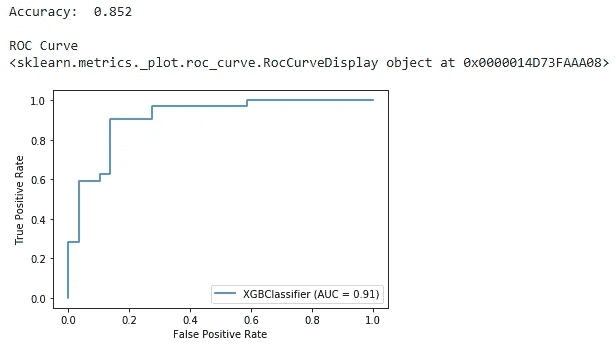 Accuracy:  0.852
ROC Curve
<sklearn.metrics._plot.roc_curve.RocCurveDisplay object at 0x0000014D73FAAA08>
1.0
0.8
0.6
0.4
0.2
0.0
True Positive Rate
XGBClassifier (AUC = 0.91)
0.0 0.2 0.4 0.6 0.8 1.0
False Positive Rate